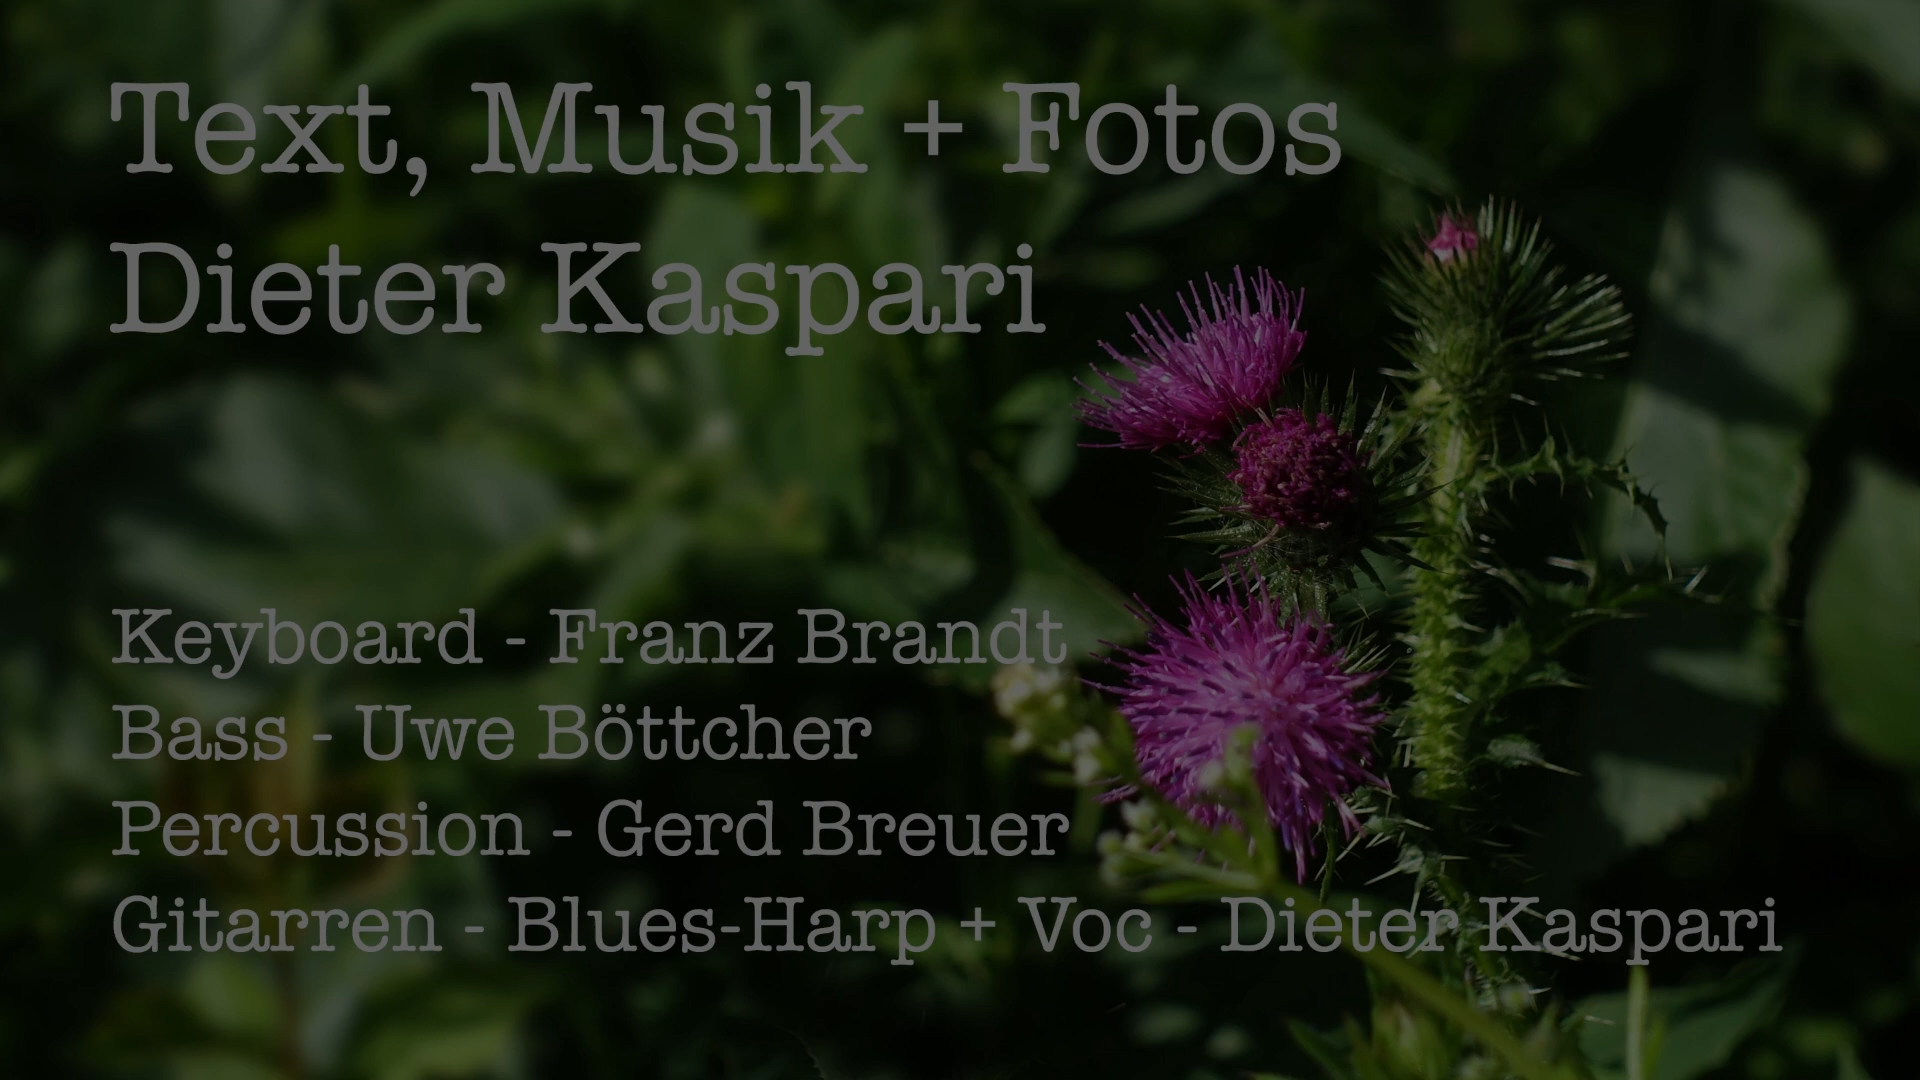 Text, Musik + Fotos
Dieter Kaspari
Keyboard - Franz Brandt
Bass - Uwe Böttcher
Percussion - Gerd Breuer
Gitarren - Blues-Harp + Voc - Dieter Kaspari